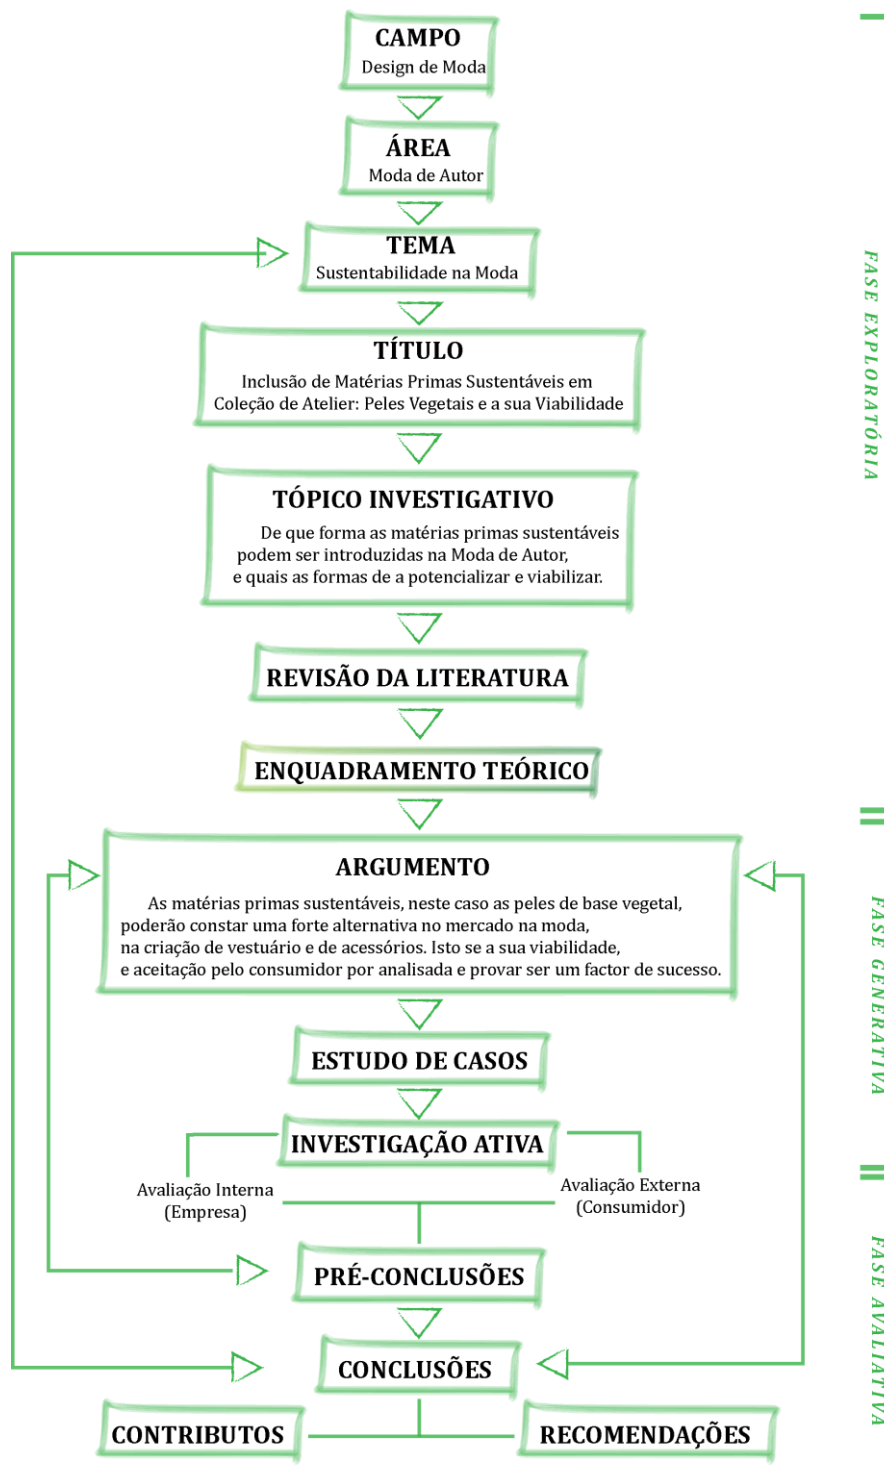 CAMPO
Design de Moda
ÁREA
Moda de Autor
TEMA
Sustentabilidade na Moda
TÍTULO
Inclusão de Matérias Primas Sustentáveis em
Coleção de Atelier: Peles Vegetais e a sua Viabilidade
TÓPICO INVESTIGATIVO
De que forma as matérias primas sustentáveis
podem ser introduzidas na Moda de Autor,
e quais as formas de a potencializar e viabilizar.
REVISÃO DA LITERATURA
ENQUADRAMENTO TEÓRICO
FASE EXPLORATÓRIA
ARGUMENTO
As matérias primas sustentáveis, neste caso as peles de base vegetal,
poderão constar uma forte alternativa no mercado na moda,
na criação de vestuário e de acessórios. Isto se a sua viabilidade,
e aceitação pelo consumidor por analisada e provar ser um factor de sucesso.
ESTUDO DE CASOS
INVESTIGAÇÃO ATIVA
FASE GENERATIVA
Avaliação Interna
(Empresa)
Avaliação Externa
(Consumidor)
PRÉ-CONCLUSÕES
CONCLUSÕES
CONTRIBUTOS
RECOMENDAÇÕES
FASE AVALIATIVA